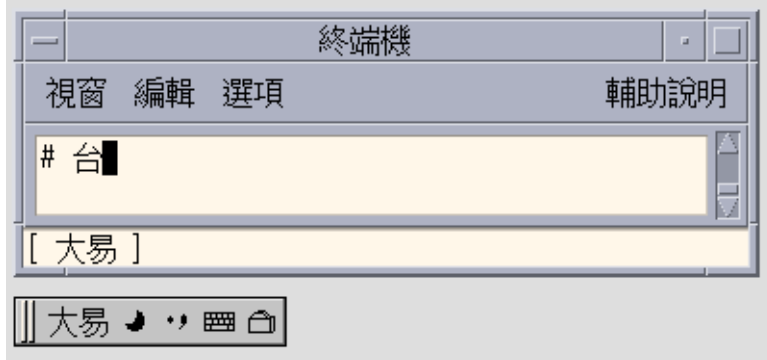 終端機
視窗 編輯 選項 輔助說明
# 台
[ 大易 ]
大易